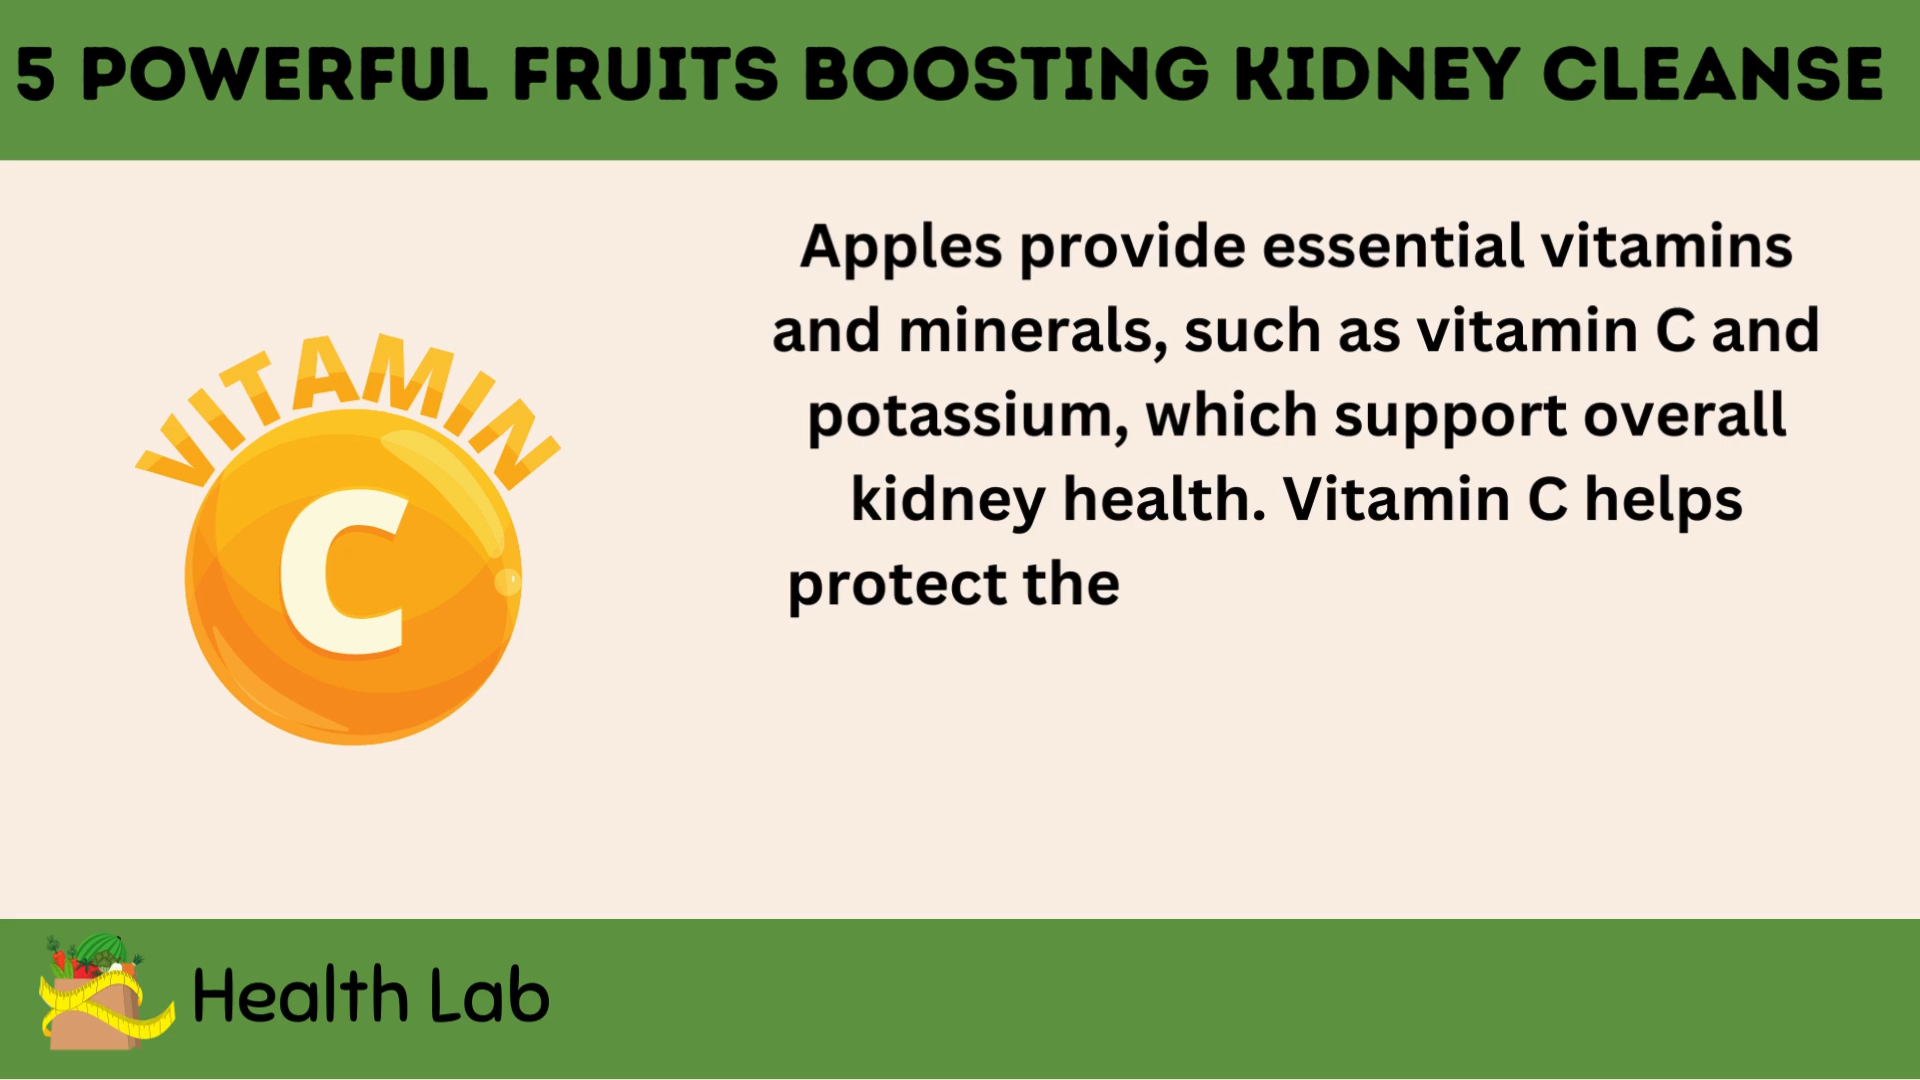 5 POWERFUL FRUITS BOOSTING KIDNEY CLEANSE
VITAMIN
C
Apples provide essential vitamins
and minerals, such as vitamin C and
potassium, which support overall
kidney health. Vitamin C helps
protect the
Health Lab